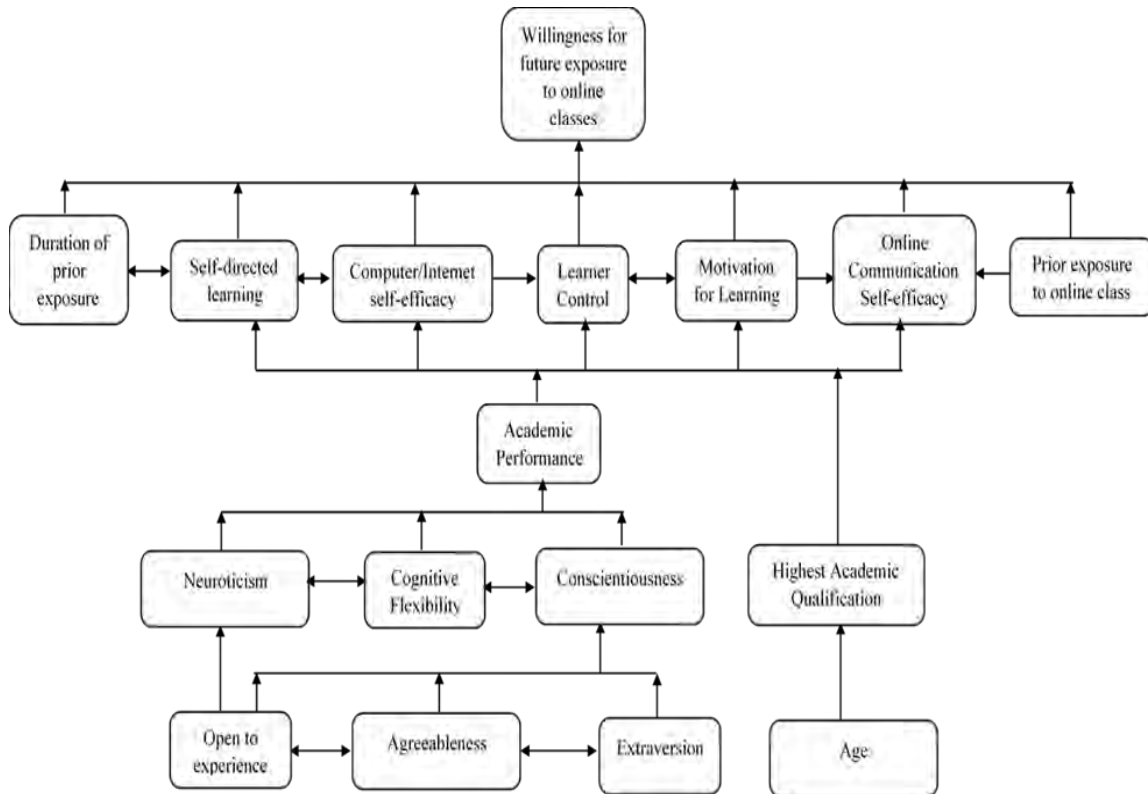 Willingness for
future exposure
to online
classes
Duration of
prior
exposure
Self-directed
learning
Computer/Internet
self-efficacy
Learner
Control
Motivation
for Learning
Online
Communication
Self-efficacy
Prior exposure
to online class
Academic
Performance
Neuroticism
Cognitive
Flexibility
Conscientiousness
Highest Academic
Qualification
Open to
experience
Agreeableness
Extraversion
Age